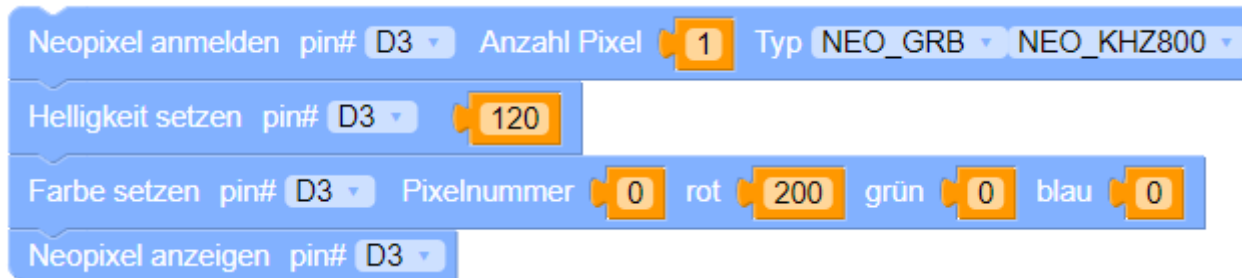 Neopixel anmelden pin# D3 Anzahl Pixel 1 Typ NEO_GRB NEO_KHZ800
Helligkeit setzen pin# D3 120
Farbe setzen pin# D3 Pixelnummer 0 rot 200 grün 0 blau 0
Neopixel anzeigen pin# D3